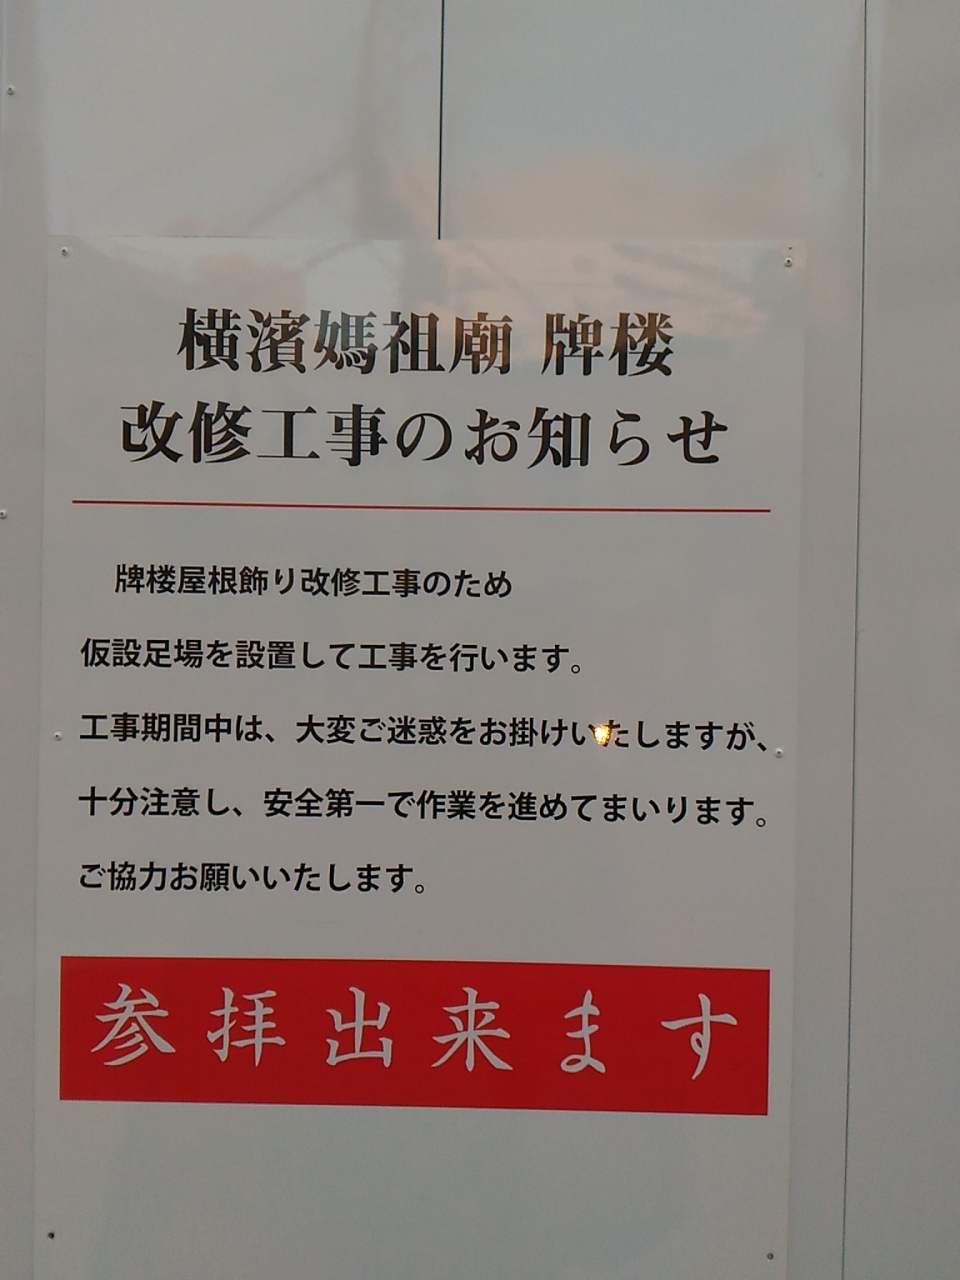 横濱媽祖廟 牌楼
改修工事のお知らせ
牌楼屋根飾り改修工事のため
仮設足場を設置して工事を行います。
工事期間中は、大変ご迷惑をお掛けいたしますが、
十分注意し、安全第一で作業を進めてまいります。
ご協力お願いいたします。
参拝出来ます